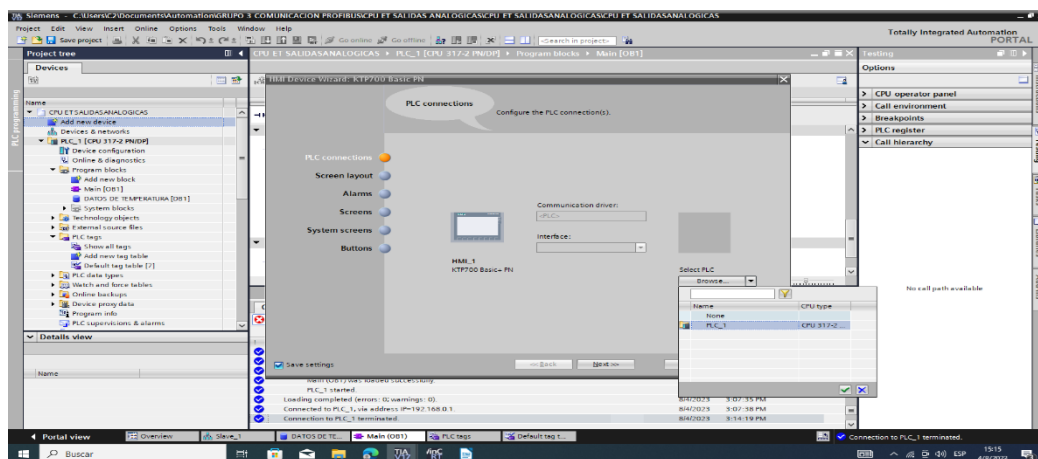 Siemens - C:\Users\C2\Documents\Automation\GRUPO 3 COMUNICACION PROFIBUS\CPU ET SALIDAS ANALOGICAS\CPU ET SALIDASANALOGICAS\CPU ET SALIDASANALOGICAS
Project Edit View Insert Online Options Tools Window Help
Save project Go online Go offline <Search in project>
Totally Integrated Automation
PORTAL
Project tree
CPU ET SALIDASANALOGICAS PLC_1 [CPU 317-2 PN/DP] Program blocks Main [OB1]
Testing
Devices
Options
HMI Device Wizard: KTP700 Basic PN
PLC programming
Name
CPU ET SALIDASANALOGICAS
Add new device
Devices & networks
PLC_1 [CPU 317-2 PN/DP]
Device configuration
Online & diagnostics
Program blocks
Add new block
Main [OB1]
DATOS DE TEMPERATURA [DB1]
System blocks
Technology objects
External source files
PLC tags
Show all tags
Add new tag table
Default tag table [7]
PLC data types
Watch and force tables
Online backups
Device proxy data
Program info
PLC supervisions & alarms
Details view
Name
PLC connections
Configure the PLC connection(s).
PLC connections
Screen layout
Alarms
Screens
System screens
Buttons
Communication driver:
<PLC>
Interface:
HMI_1
KTP700 Basic PN
Select PLC
Browse...
Name CPU type
None
PLC_1 CPU 317-2 ...
Save settings
<< Back Next >>
CPU operator panel
Call environment
Breakpoints
PLC register
Call hierarchy
No call path available
Main (OB1) was loaded successfully.
PLC_1 started.
Loading completed (errors: 0; warnings: 0). 8/4/2023 3:07:35 PM
Connected to PLC_1, via address IP=192.168.0.1. 8/4/2023 3:07:38 PM
Connection to PLC_1 terminated. 8/4/2023 3:14:19 PM
Portal view Overview Slave_1 DATOS DE TE... Main (OB1) PLC tags Default tag t... Connection to PLC_1 terminated.
Buscar
ESP
15:15